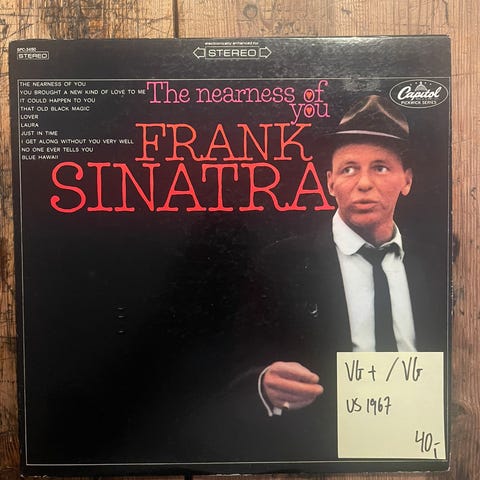 SPC-3450
STEREO
electronically enhanced for
STEREO
THE NEARNESS OF YOU
YOU BROUGHT A NEW KIND OF LOVE TO ME
IT COULD HAPPEN TO YOU
THAT OLD BLACK MAGIC
LOVER
LAURA
JUST IN TIME
I GET ALONG WITHOUT YOU VERY WELL
NO ONE EVER TELLS YOU
BLUE HAWAII
The nearness of
you
FRANK
SINATRA
Capitol
PICKWICK SERIES
VG+ / VG
US 1967
40,-